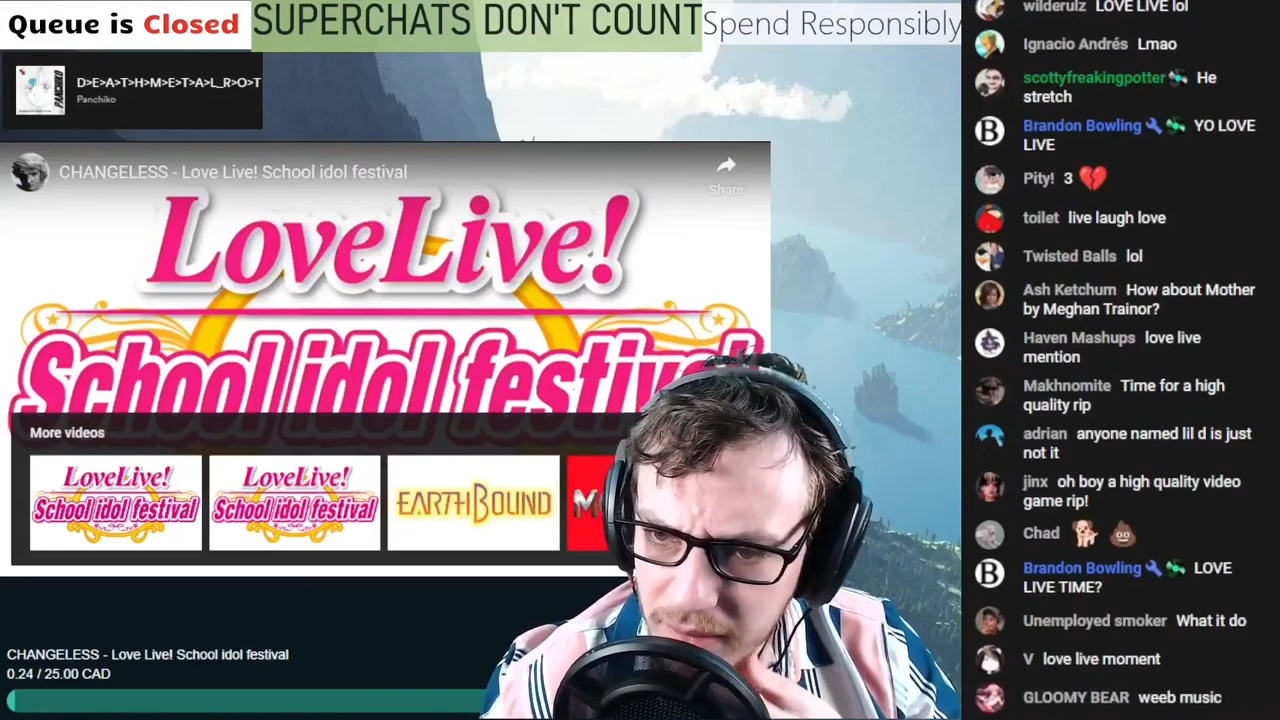 Queue is Closed
SUPERCHATS DON'T COUNT
Spend Responsibly
D>E>A>T>H>M>E>T>A>L_R>O>T
Panchiko
PANCHIKO
CHANGELESS - Love Live! School idol festival
Share
LoveLive!
School idol festival
More videos
LoveLive!
School idol festival
LoveLive!
School idol festival
EARTHBOUND
CHANGELESS - Love Live! School idol festival
0.24 / 25.00 CAD
wilderulz LOVE LIVE lol
Ignacio Andrés Lmao
scottyfreakingpotter He
stretch
Brandon Bowling YO LOVE
LIVE
Pity! 3 💔
toilet live laugh love
Twisted Balls lol
Ash Ketchum How about Mother
by Meghan Trainor?
Haven Mashups love live
mention
Makhnomite Time for a high
quality rip
adrian anyone named lil d is just
not it
jinx oh boy a high quality video
game rip!
Chad 🐕 💩
Brandon Bowling LOVE
LIVE TIME?
Unemployed smoker What it do
V love live moment
GLOOMY BEAR weeb music